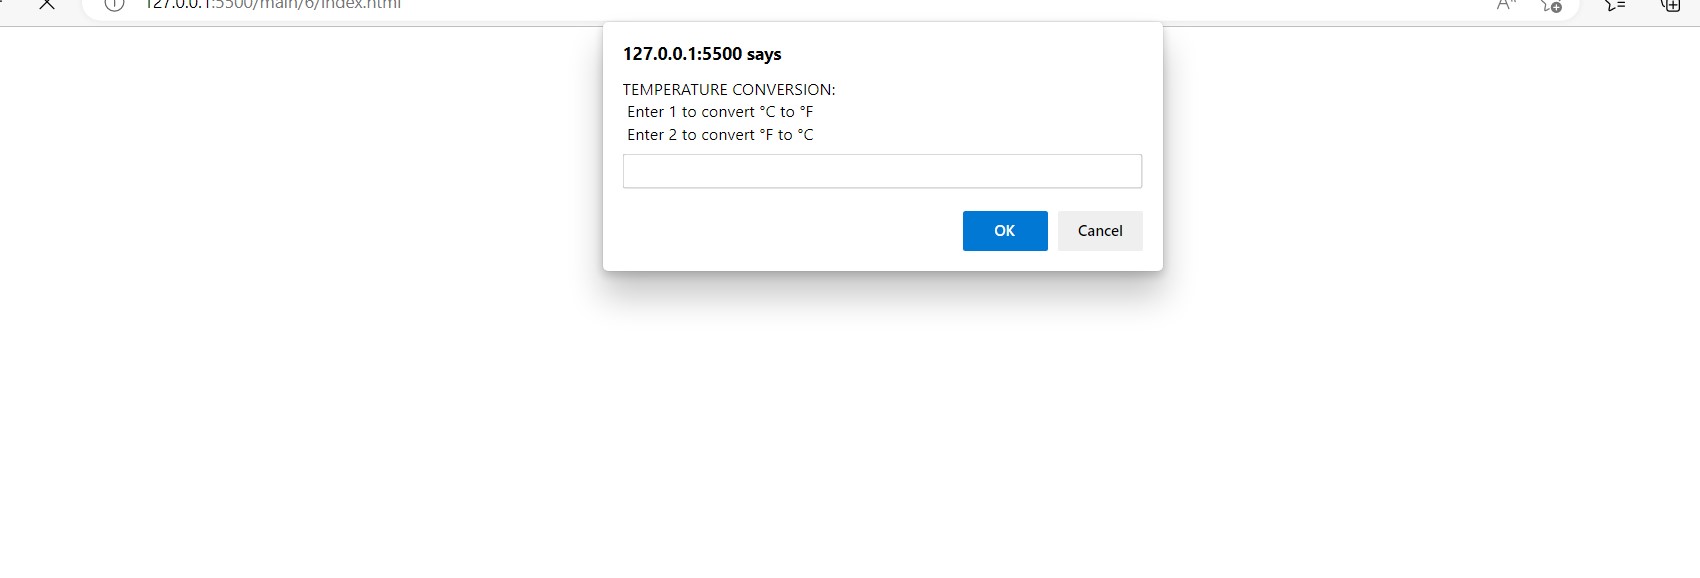 127.0.0.1:5500/main/6/index.html
127.0.0.1:5500 says
TEMPERATURE CONVERSION:
Enter 1 to convert °C to °F
Enter 2 to convert °F to °C
OK
Cancel